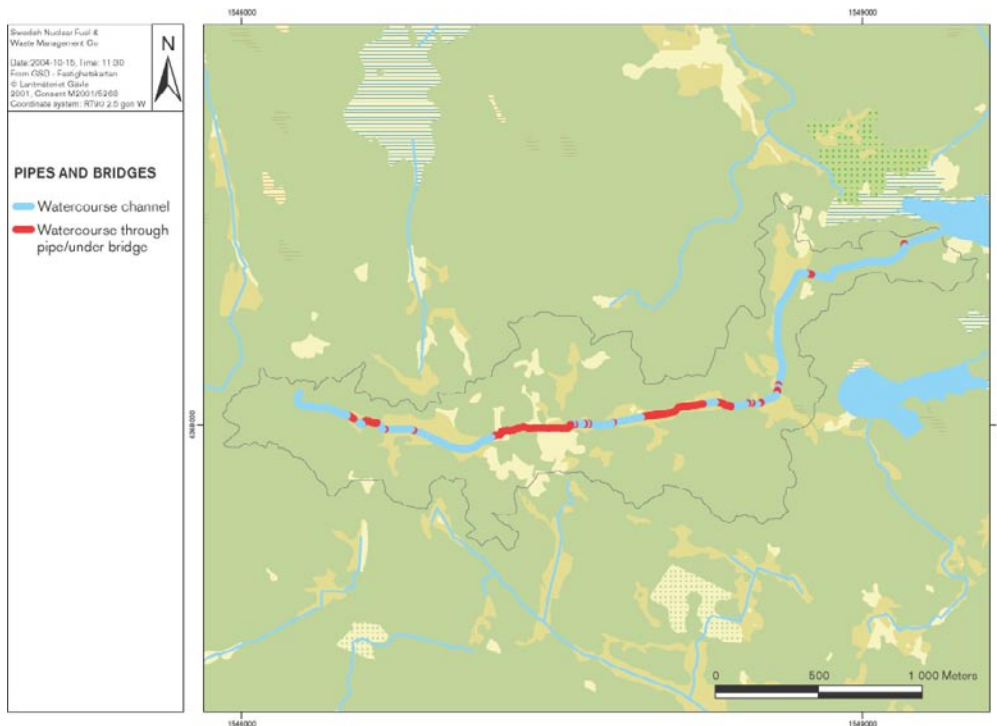 1546000
1549000
Swedish Nuclear Fuel &
Waste Management Co
Date: 2004-10-15, Time: 11:30
From GSD - Fastighetskartan
© Lantmäteriet Gävle
2001, Consent M2001/5268
Coordinate system: RT90 2.5 gon W
N
PIPES AND BRIDGES
Watercourse channel
Watercourse through
pipe/under bridge
0 500 1 000 Meters
1546000
1549000